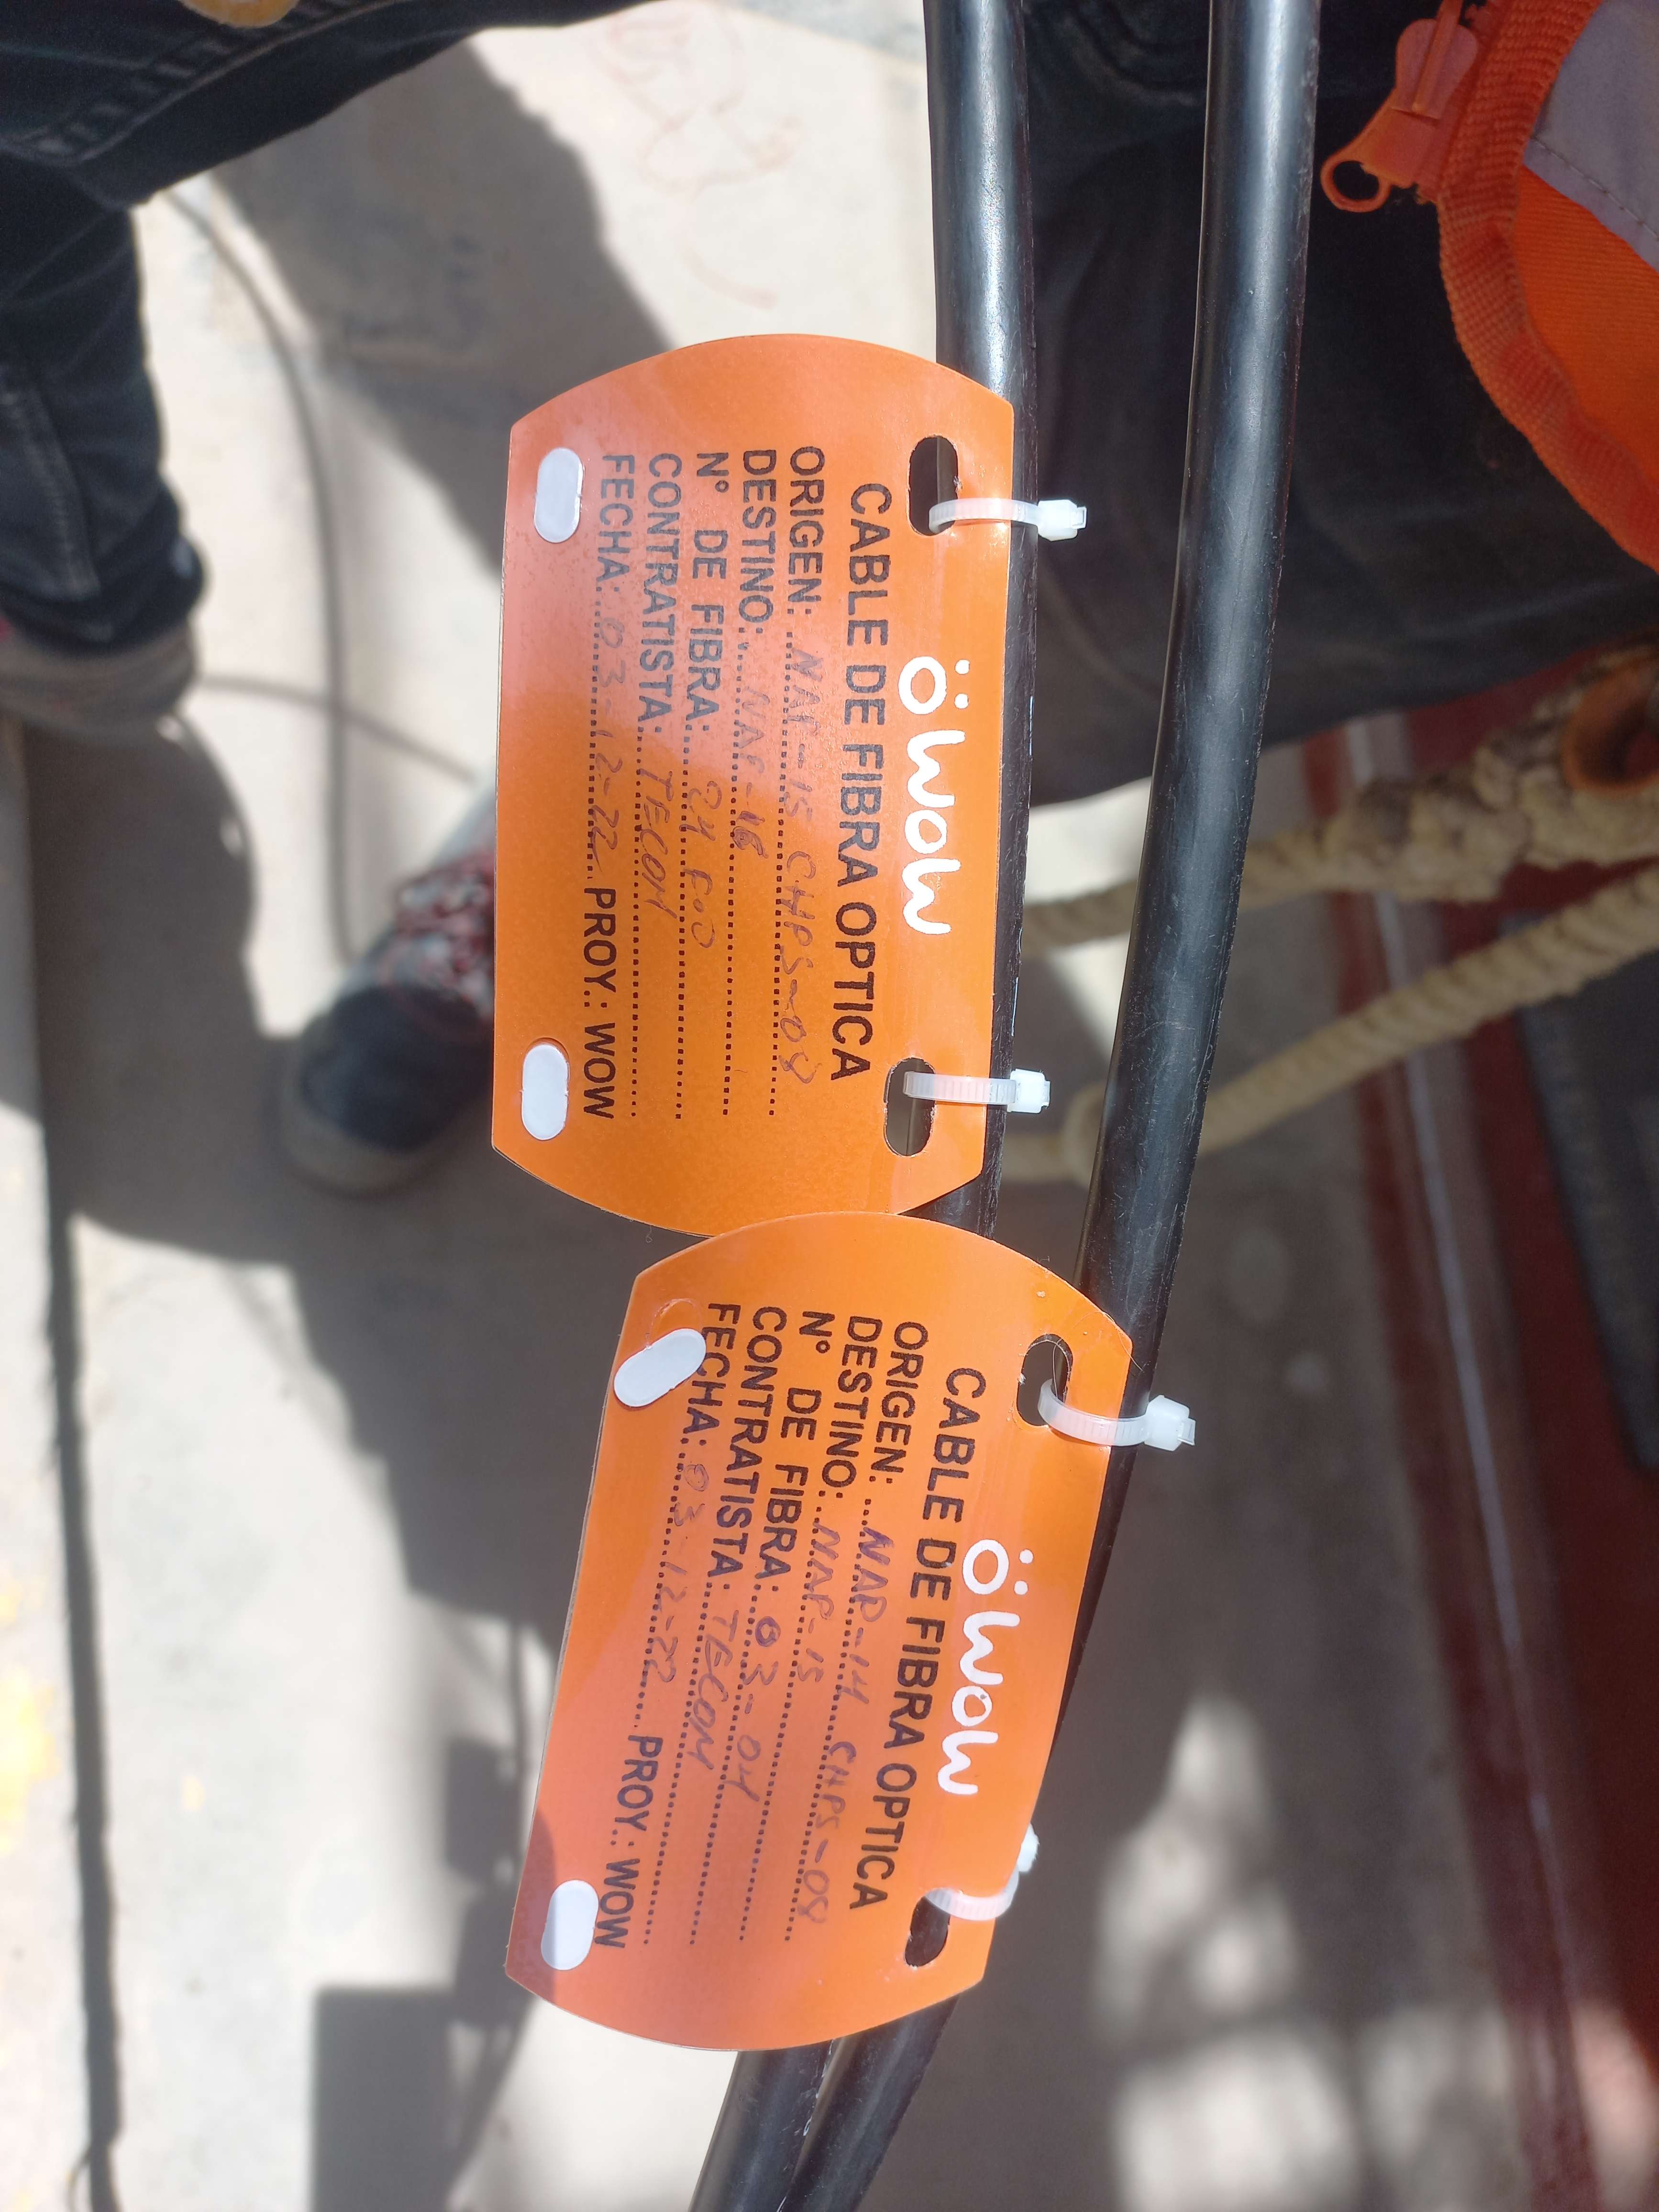 ö wow
CABLE DE FIBRA OPTICA
ORIGEN: NAP-15 CHPS-08
DESTINO: NAP-16
N° DE FIBRA: 24 F.O
CONTRATISTA: TECOM
FECHA: 03-12-22 PROY.: WOW
ö wow
CABLE DE FIBRA OPTICA
ORIGEN: NAP-14 CHPS-08
DESTINO: NAP-15
N° DE FIBRA: 03-04
CONTRATISTA: TECOM
FECHA: 03-12-22 PROY.: WOW